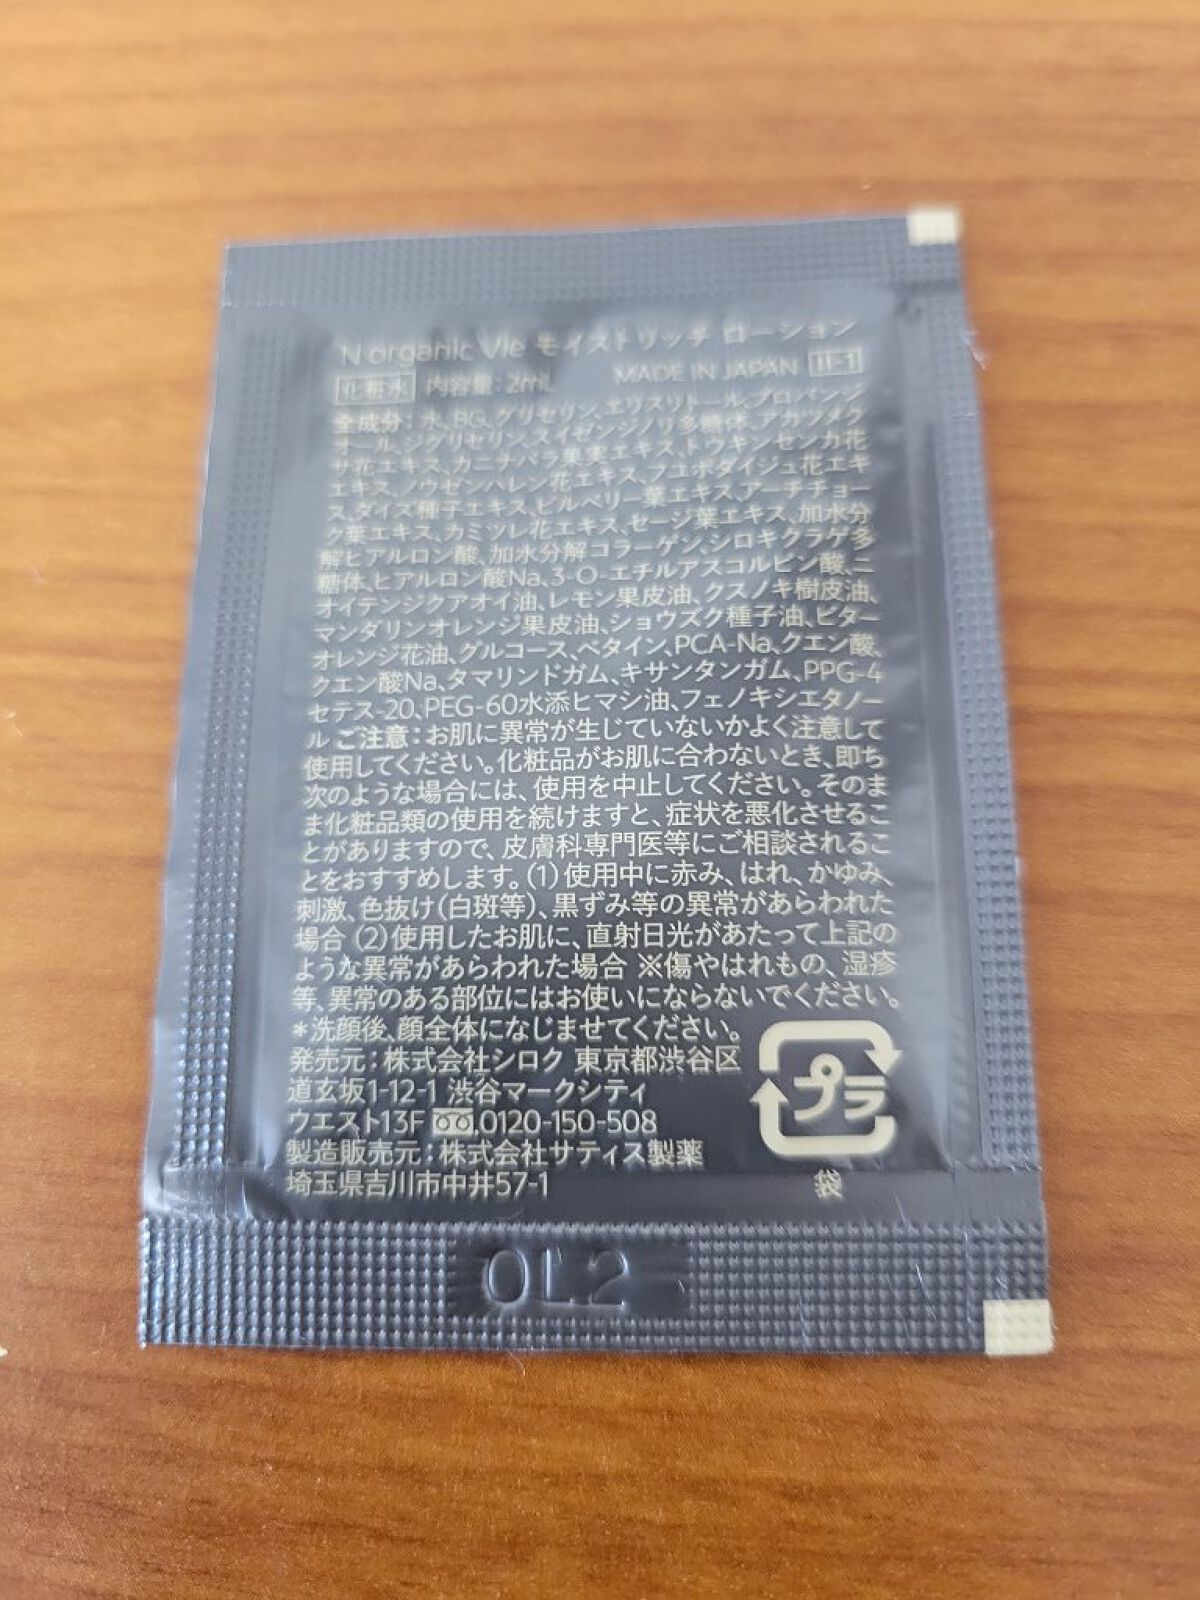 N organic Vie モイストリッチ ローション
化粧水 内容量:2mL MADE IN JAPAN 1T-1
全成分:水、BG、グリセリン、エリスリトール、プロパンジ
オール、ジグリセリン、スイゼンジノリ多糖体、アカツメク
サ花エキス、カニナバラ果実エキス、トウキンセンカ花
エキス、ノウゼンハレン花エキス、フユボダイジュ花エキ
ス、ダイズ種子エキス、ビルベリー葉エキス、アーチチョー
ク葉エキス、カミツレ花エキス、セージ葉エキス、加水分
解ヒアルロン酸、加水分解コラーゲン、シロキクラゲ多
糖体、ヒアルロン酸Na、3-O-エチルアスコルビン酸、ニ
オイテンジクアオイ油、レモン果皮油、クスノキ樹皮油、
マンダリンオレンジ果皮油、ショウズク種子油、ビター
オレンジ花油、グルコース、ベタイン、PCA-Na、クエン酸、
クエン酸Na、タマリンドガム、キサンタンガム、PPG-4
セテス-20、PEG-60水添ヒマシ油、フェノキシエタノー
ル ご注意:お肌に異常が生じていないかよく注意して
使用してください。化粧品がお肌に合わないとき、即ち
次のような場合には、使用を中止してください。そのま
ま化粧品類の使用を続けますと、症状を悪化させるこ
とがありますので、皮膚科専門医等にご相談されるこ
とをおすすめします。(1)使用中に赤み、はれ、かゆみ、
刺激、色抜け(白斑等)、黒ずみ等の異常があらわれた
場合 (2)使用したお肌に、直射日光があたって上記の
ような異常があらわれた場合 ※傷やはれもの、湿疹
等、異常のある部位にはお使いにならないでください。
*洗顔後、顔全体になじませてください。
発売元:株式会社シロク 東京都渋谷区
道玄坂1-12-1 渋谷マークシティ
ウエスト13F 0120-150-508
製造販売元:株式会社サティス製薬
埼玉県吉川市中井57-1
プラ
袋
OL2